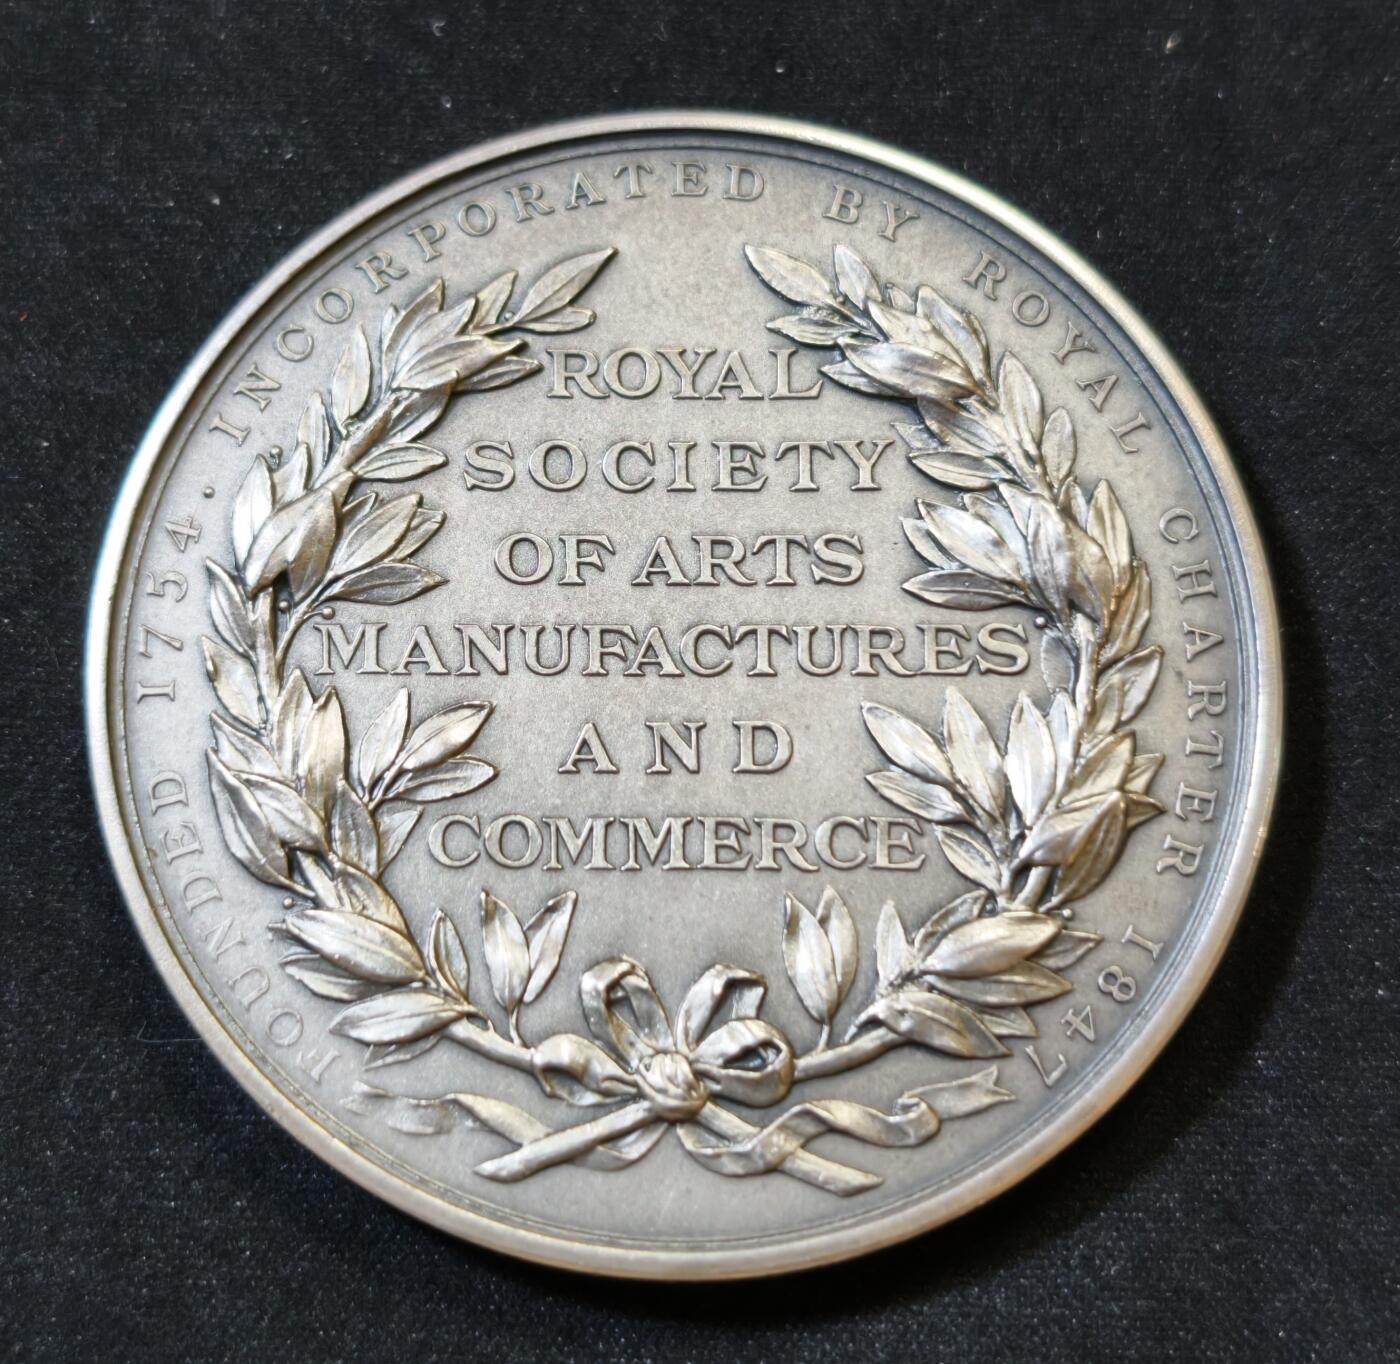 FOUNDED 1754 · INCORPORATED BY ROYAL CHARTER 1847
ROYAL
SOCIETY
OF ARTS
MANUFACTURES
AND
COMMERCE